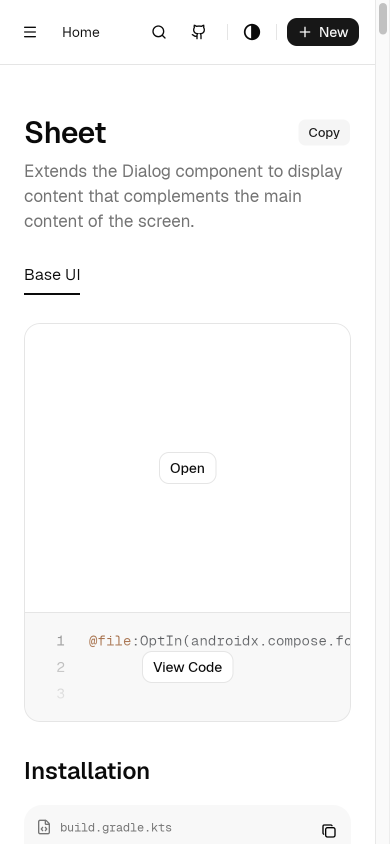 Home
New
Sheet
Copy
Extends the Dialog component to display
content that complements the main
content of the screen.
Base UI
Open
1 @file:OptIn(androidx.compose.fo
2
View Code
3
Installation
build.gradle.kts